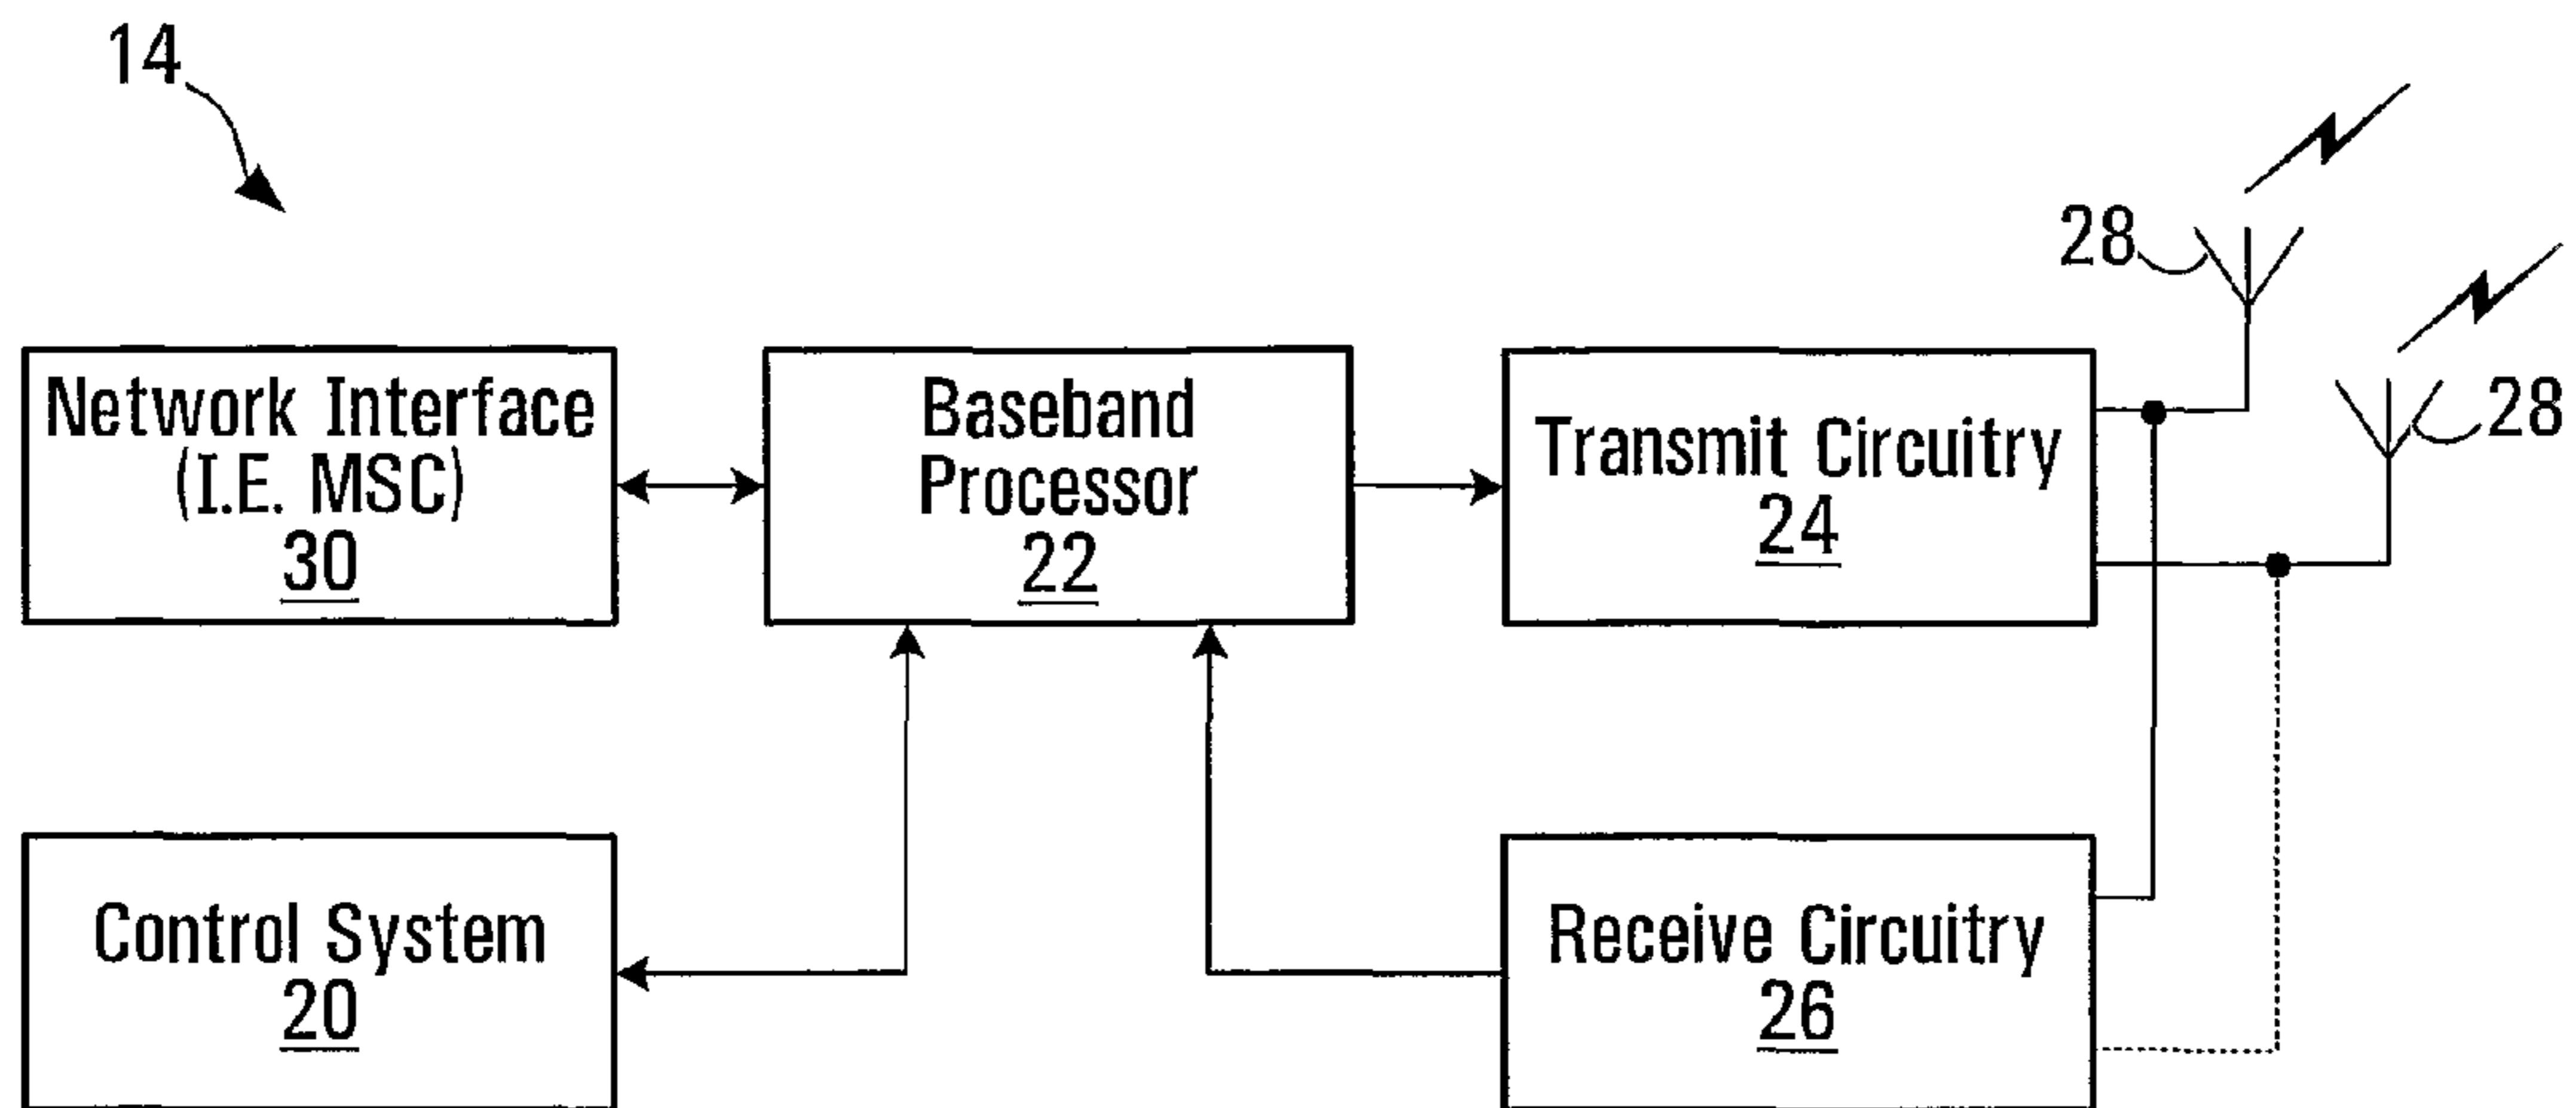 14
28
28
Network Interface
(I.E. MSC)
30
Baseband
Processor
22
Transmit Circuitry
24
Control System
20
Receive Circuitry
26